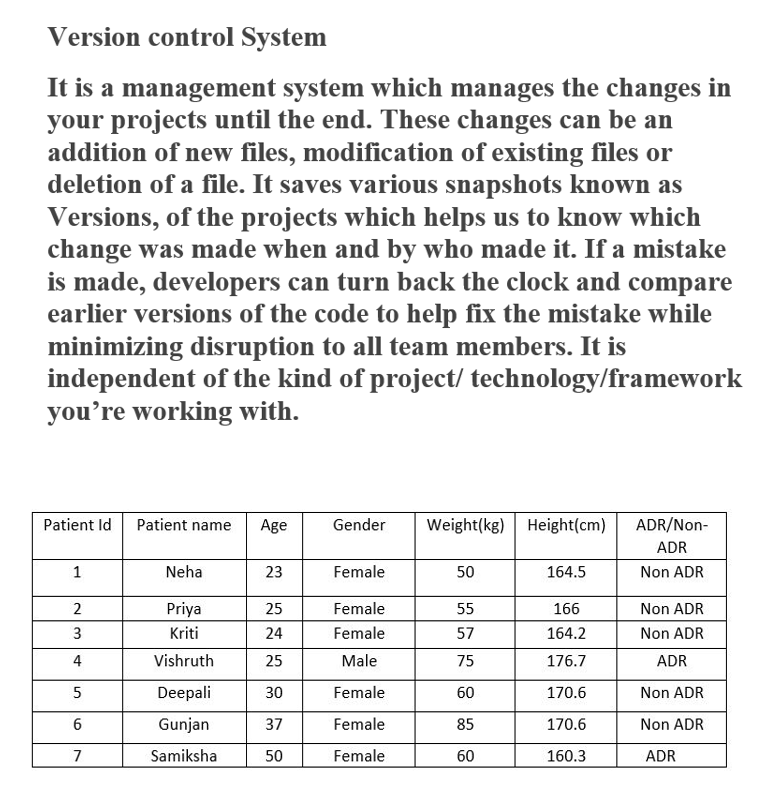 Version control System
It is a management system which manages the changes in
your projects until the end. These changes can be an
addition of new files, modification of existing files or
deletion of a file. It saves various snapshots known as
Versions, of the projects which helps us to know which
change was made when and by who made it. If a mistake
is made, developers can turn back the clock and compare
earlier versions of the code to help fix the mistake while
minimizing disruption to all team members. It is
independent of the kind of project/ technology/framework
you’re working with.
Patient Id Patient name Age Gender Weight(kg) Height(cm) ADR/Non-
ADR
1 Neha 23 Female 50 164.5 Non ADR
2 Priya 25 Female 55 166 Non ADR
3 Kriti 24 Female 57 164.2 Non ADR
4 Vishruth 25 Male 75 176.7 ADR
5 Deepali 30 Female 60 170.6 Non ADR
6 Gunjan 37 Female 85 170.6 Non ADR
7 Samiksha 50 Female 60 160.3 ADR